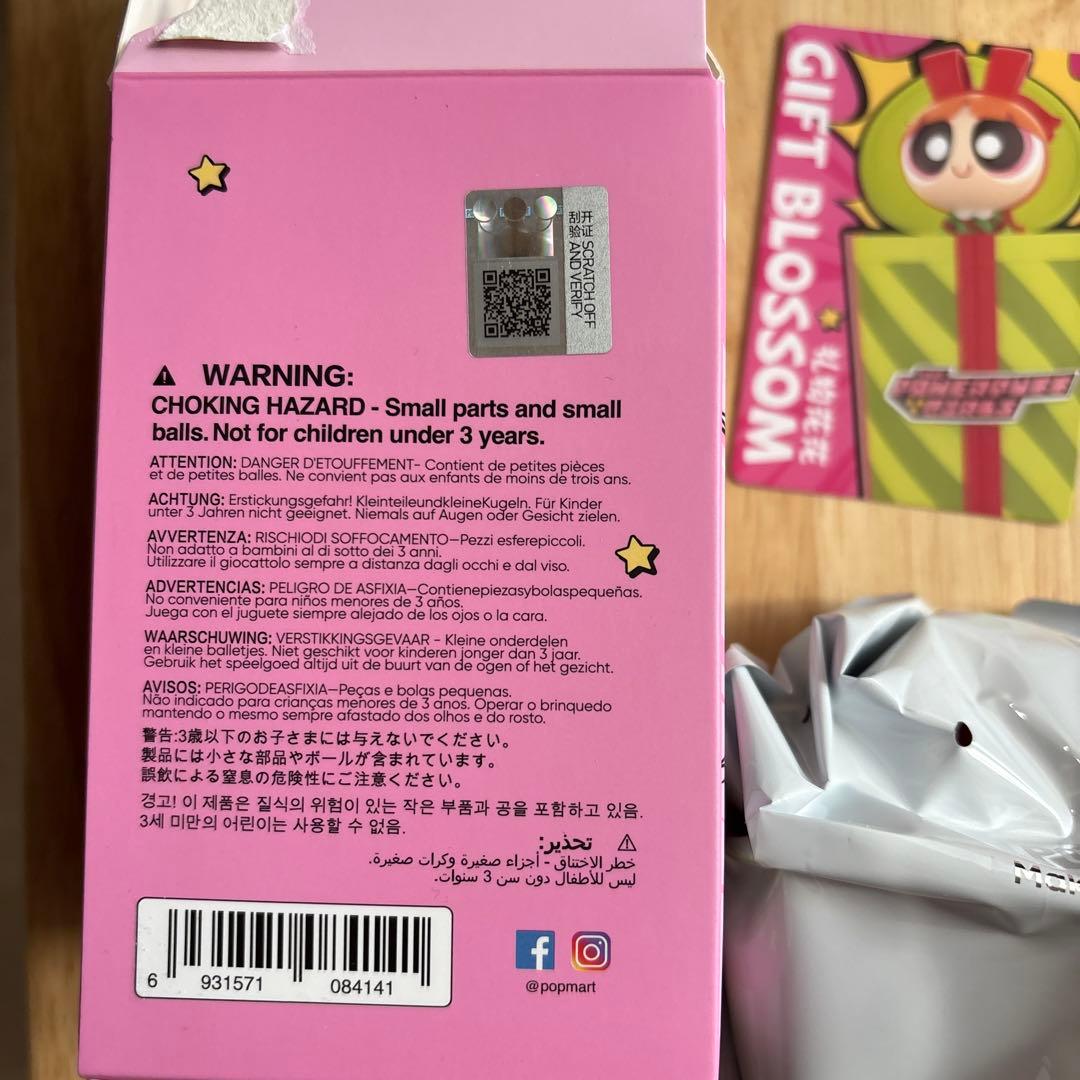 开证 SCRATCH OFF
刮验 AND VERIFY
WARNING:
CHOKING HAZARD - Small parts and small
balls. Not for children under 3 years.
ATTENTION: DANGER D'ETOUFFEMENT- Contient de petites pièces
et de petites balles. Ne convient pas aux enfants de moins de trois ans.
ACHTUNG: Erstickungsgefahr! KleinteileundkleineKugeln. Für Kinder
unter 3 Jahren nicht geeignet. Niemals auf Augen oder Gesicht zielen.
AVVERTENZA: RISCHIODI SOFFOCAMENTO—Pezzi esferepiccoli.
Non adatto a bambini al di sotto dei 3 anni.
Utilizzare il giocattolo sempre a distanza dagli occhi e dal viso.
ADVERTENCIAS: PELIGRO DE ASFIXIA—Contienepiezasybolaspequeñas.
No conveniente para niños menores de 3 años.
Juega con el juguete siempre alejado de los ojos o la cara.
WAARSCHUWING: VERSTIKKINGSGEVAAR - Kleine onderdelen
en kleine balletjes. Niet geschikt voor kinderen jonger dan 3 jaar.
Gebruik het speelgoed altijd uit de buurt van de ogen of het gezicht.
AVISOS: PERIGODEASFIXIA—Peças e bolas pequenas.
Não indicado para crianças menores de 3 anos. Operar o brinquedo
mantendo o mesmo sempre afastado dos olhos e do rosto.
警告:3歳以下のお子さまには与えないでください。
製品には小さな部品やボールが含まれています。
誤飲による窒息の危険性にご注意ください。
경고! 이 제품은 질식의 위험이 있는 작은 부품과 공을 포함하고 있음.
3세 미만의 어린이는 사용할 수 없음.
تحذير:
خطر الاختناق - أجزاء صغيرة وكرات صغيرة.
ليس للأطفال دون سن 3 سنوات.
6 931571 084141
@popmart
GIFT BLOSSOM
礼物花花
THE
POWERPUFF
GIRLS
Mak